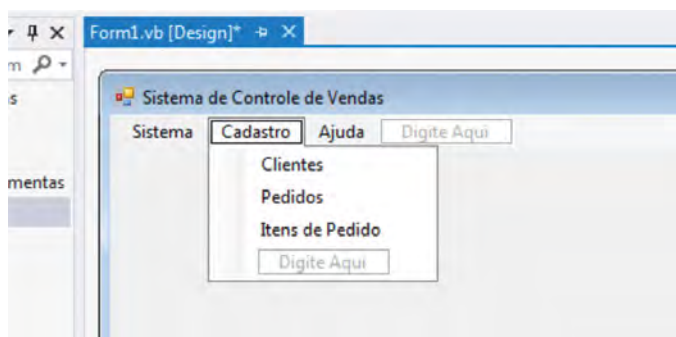 Form1.vb [Design]*
m
s
Sistema de Controle de Vendas
Sistema Cadastro Ajuda Digite Aqui
Clientes
mentas
Pedidos
Itens de Pedido
Digite Aqui